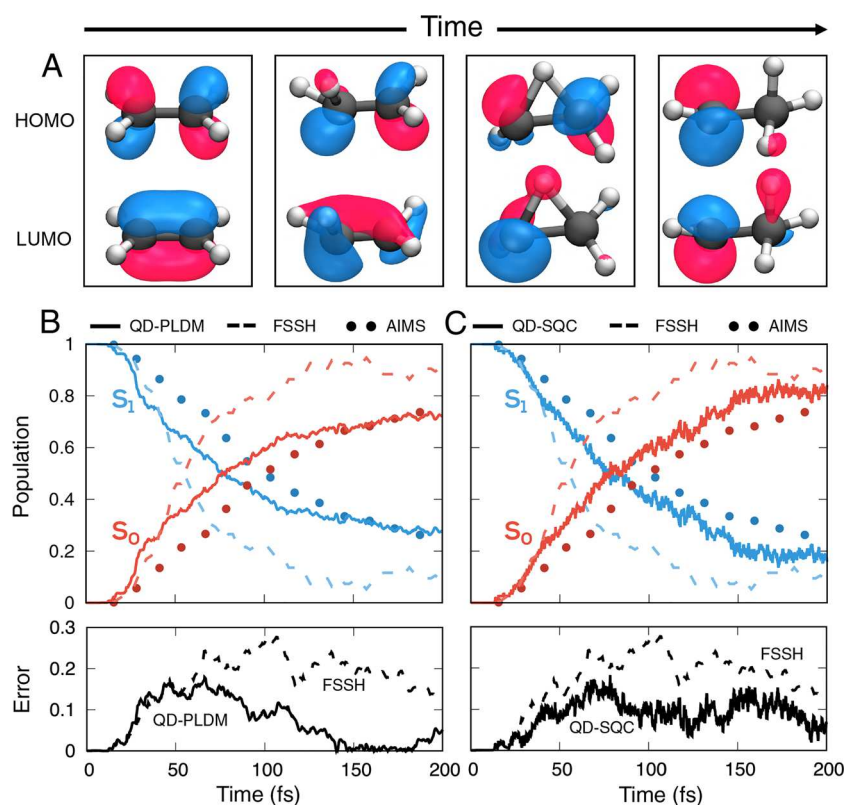 Time
A
HOMO
LUMO
B QD-PLDM FSSH AIMS
C QD-SQC FSSH AIMS
1
0.8
0.6
0.4
0.2
0
Population
S1
S0
S1
S0
0.3
0.2
0.1
0
Error
FSSH
QD-PLDM
FSSH
QD-SQC
0 50 100 150 200
0 50 100 150 200
Time (fs)
Time (fs)